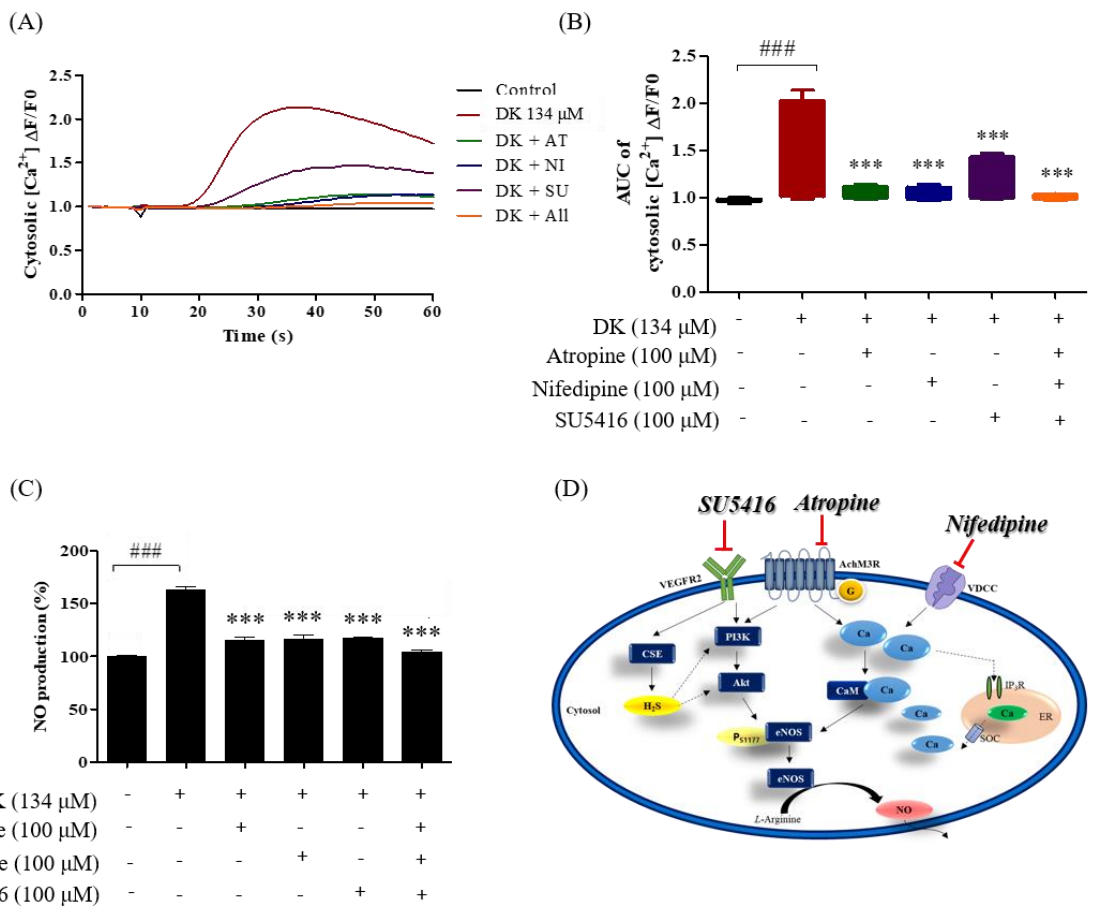 (A)
2.5
2.0
1.5
1.0
0.5
0.0
Cytosolic [Ca2+] ΔF/F0
0 10 20 30 40 50 60
Time (s)
Control
DK 134 μM
DK + AT
DK + NI
DK + SU
DK + All
(B)
###
2.5
2.0
1.5
1.0
0.5
0.0
AUC of
cytosolic [Ca2+] ΔF/F0
*** *** *** ***
DK (134 μM) - + + + + +
Atropine (100 μM) - - + - - +
Nifedipine (100 μM) - - - + - +
SU5416 (100 μM) - - - - + +
(C)
200
150
100
50
0
NO production (%)
###
*** *** *** ***
(134 μM) - + + + + +
e (100 μM) - - + - - +
e (100 μM) - - - + - +
6 (100 μM) - - - - + +
(D)
SU5416 Atropine
Nifedipine
VEGFR2
AchM3R
G
VDCC
CSE
PI3K
Ca
Ca
H2S
Akt
CaM
Ca
IP3R
Ca
ER
Cytosol
Ca
SOC
Ca
PS1177
eNOS
eNOS
L-Arginine
NO